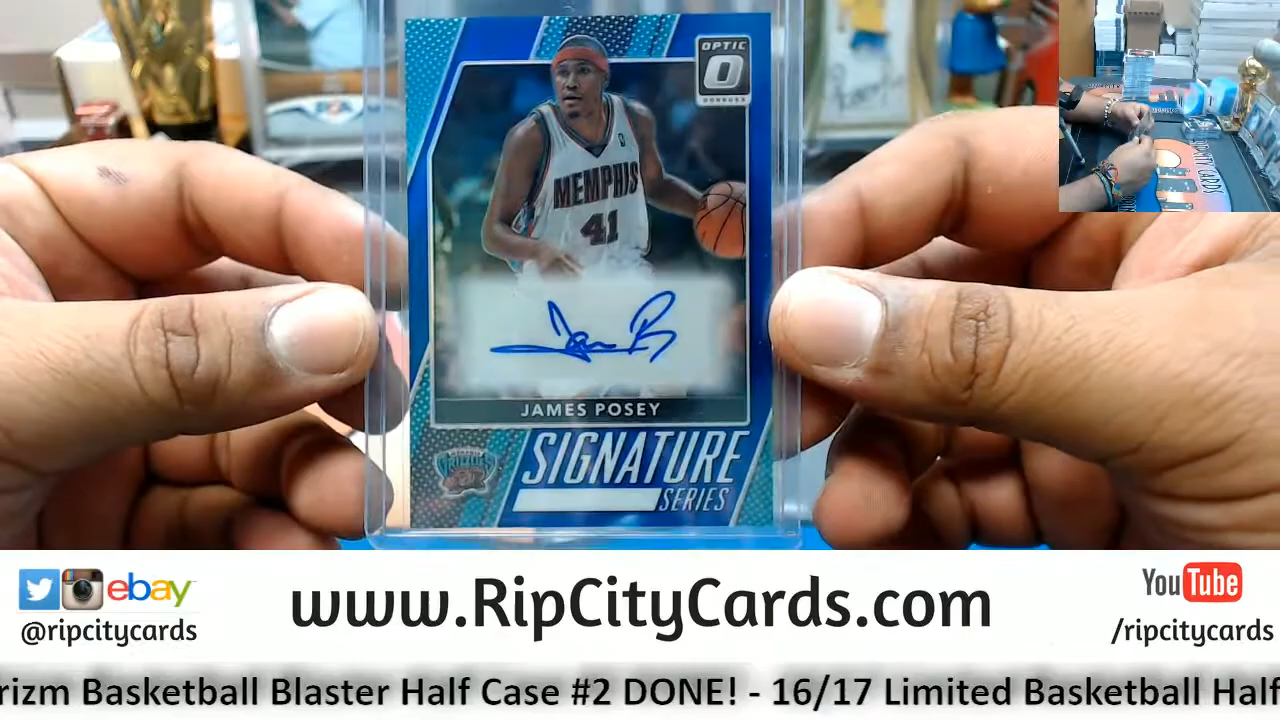 OPTIC
O
DONRUSS
MEMPHIS
41
JAMES POSEY
SIGNATURE
SERIES
ebay
@ripcitycards
www.RipCityCards.com
YouTube
/ripcitycards
rizm Basketball Blaster Half Case #2 DONE! - 16/17 Limited Basketball Half